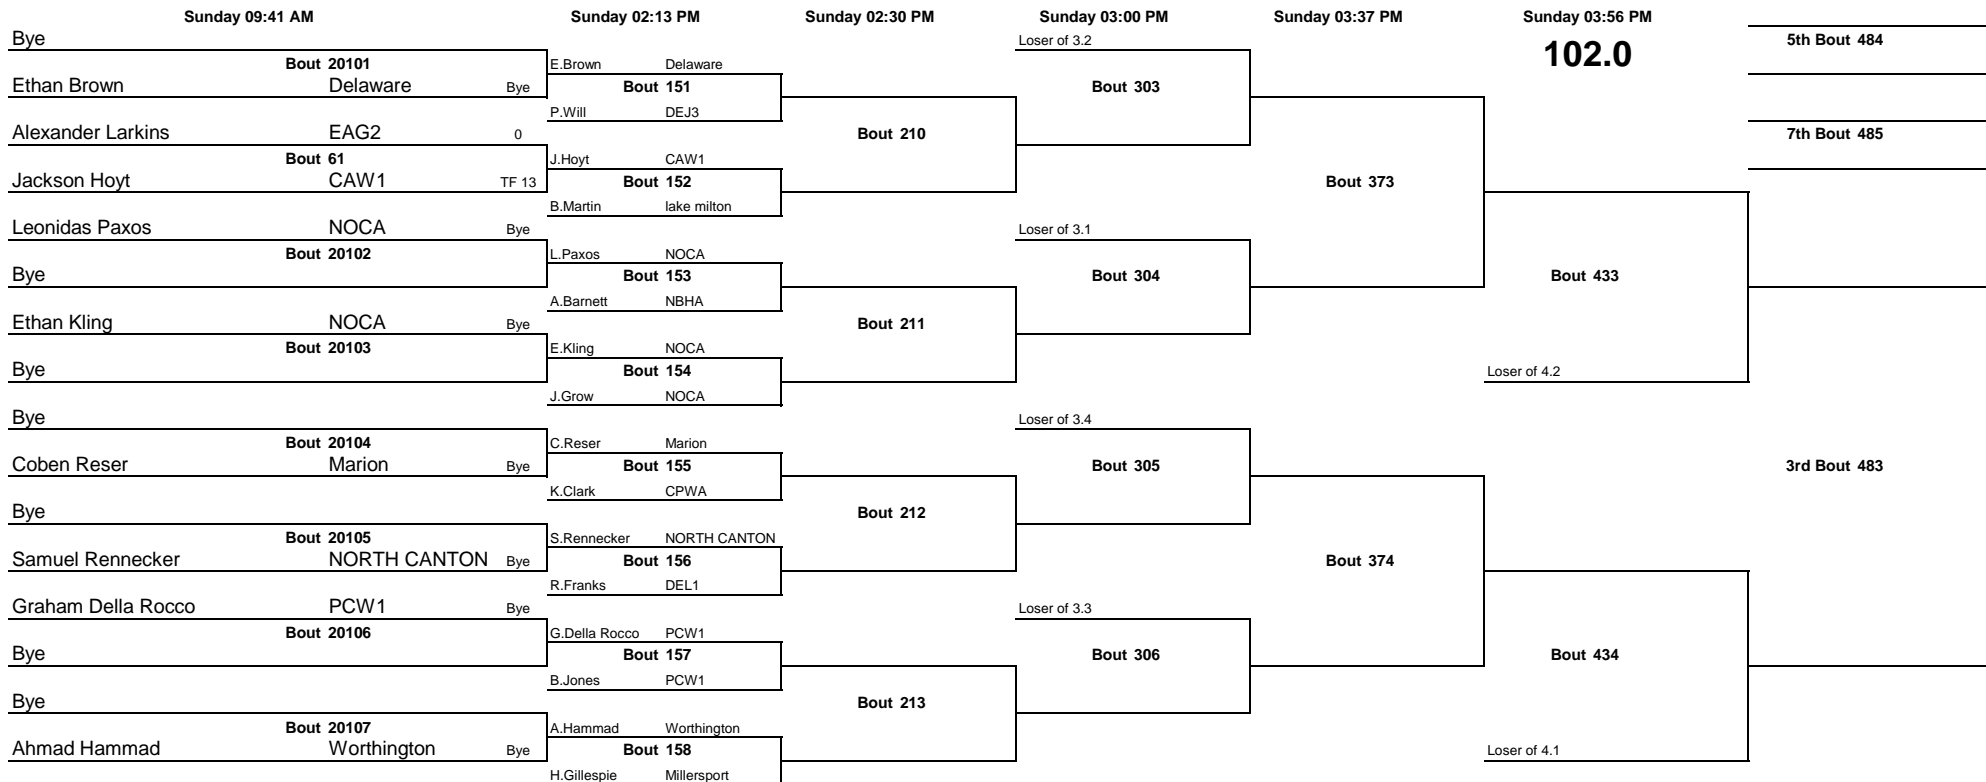 Sunday 09:41 AM Sunday 02:13 PM Sunday 02:30 PM Sunday 03:00 PM Sunday 03:37 PM Sunday 03:56 PM
Bye Loser of 3.2 5th Bout 484
102.0
Bout 20101 E.Brown Delaware
Ethan Brown Delaware Bye Bout 151 Bout 303
P.Will DEJ3
Alexander Larkins EAG2 0 Bout 210 7th Bout 485
Bout 61 J.Hoyt CAW1
Jackson Hoyt CAW1 TF 13 Bout 152 Bout 373
B.Martin lake milton
Leonidas Paxos NOCA Bye Loser of 3.1
Bout 20102 L.Paxos NOCA
Bye Bout 153 Bout 304 Bout 433
A.Barnett NBHA
Ethan Kling NOCA Bye Bout 211
Bout 20103 E.Kling NOCA
Bye Bout 154 Loser of 4.2
J.Grow NOCA
Bye Loser of 3.4
Bout 20104 C.Reser Marion
Coben Reser Marion Bye Bout 155 Bout 305 3rd Bout 483
K.Clark CPWA
Bye Bout 212
Bout 20105 S.Rennecker NORTH CANTON
Samuel Rennecker NORTH CANTON Bye Bout 156 Bout 374
R.Franks DEL1
Graham Della Rocco PCW1 Bye Loser of 3.3
Bout 20106 G.Della Rocco PCW1
Bye Bout 157 Bout 306 Bout 434
B.Jones PCW1
Bye Bout 213
Bout 20107 A.Hammad Worthington
Ahmad Hammad Worthington Bye Bout 158 Loser of 4.1
H.Gillespie Millersport